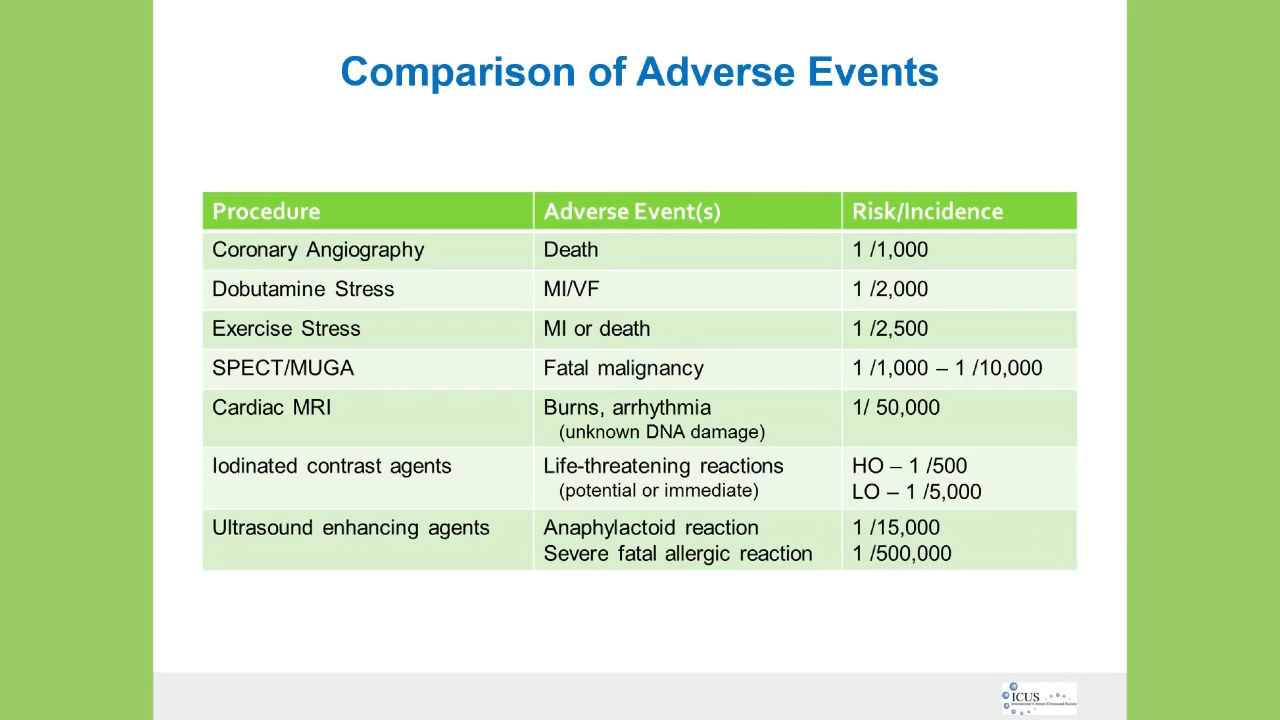 Comparison of Adverse Events
Procedure Adverse Event(s) Risk/Incidence
Coronary Angiography Death 1 /1,000
Dobutamine Stress MI/VF 1 /2,000
Exercise Stress MI or death 1 /2,500
SPECT/MUGA Fatal malignancy 1 /1,000 – 1 /10,000
Cardiac MRI Burns, arrhythmia 1/ 50,000
(unknown DNA damage)
Iodinated contrast agents Life-threatening reactions HO – 1 /500
(potential or immediate) LO – 1 /5,000
Ultrasound enhancing agents Anaphylactoid reaction 1 /15,000
Severe fatal allergic reaction 1 /500,000
ICUS
International Contrast Ultrasound Society